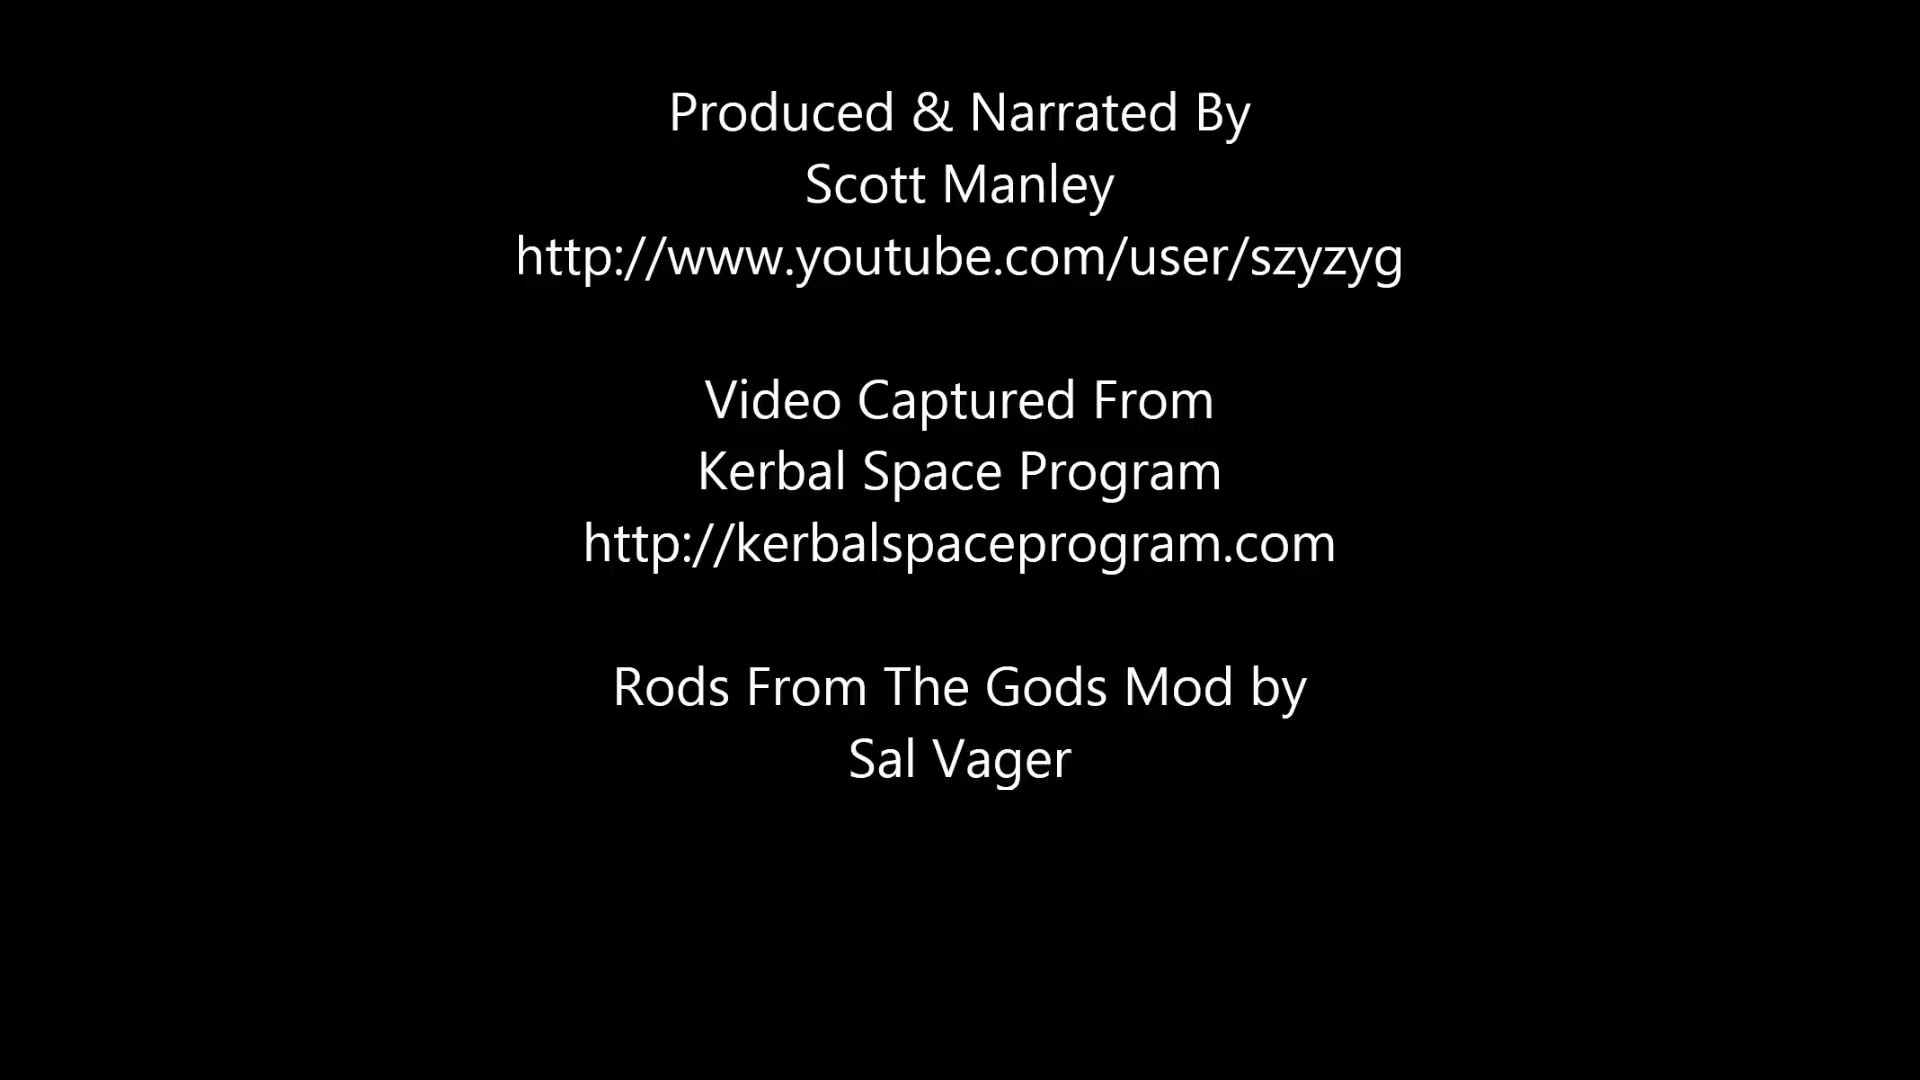 Produced & Narrated By
Scott Manley
http://www.youtube.com/user/szyzyg
Video Captured From
Kerbal Space Program
http://kerbalspaceprogram.com
Rods From The Gods Mod by
Sal Vager